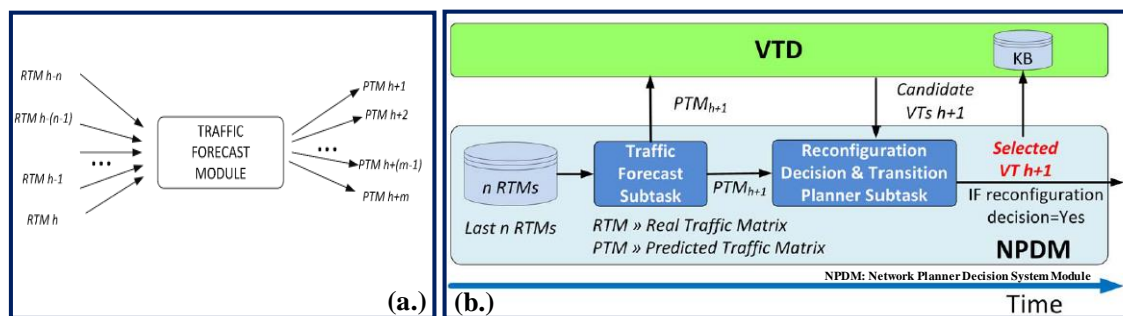 RTM h-n
RTM h-(n-1)
...
RTM h-1
RTM h
TRAFFIC
FORECAST
MODULE
PTM h+1
PTM h+2
...
PTM h+(m-1)
PTM h+m
(a.)
VTD
KB
PTMh+1
Candidate
VTs h+1
n RTMs
Last n RTMs
Traffic
Forecast
Subtask
PTMh+1
Reconfiguration
Decision & Transition
Planner Subtask
Selected
VT h+1
IF reconfiguration
decision=Yes
RTM » Real Traffic Matrix
PTM » Predicted Traffic Matrix
NPDM
NPDM: Network Planner Decision System Module
(b.)
Time